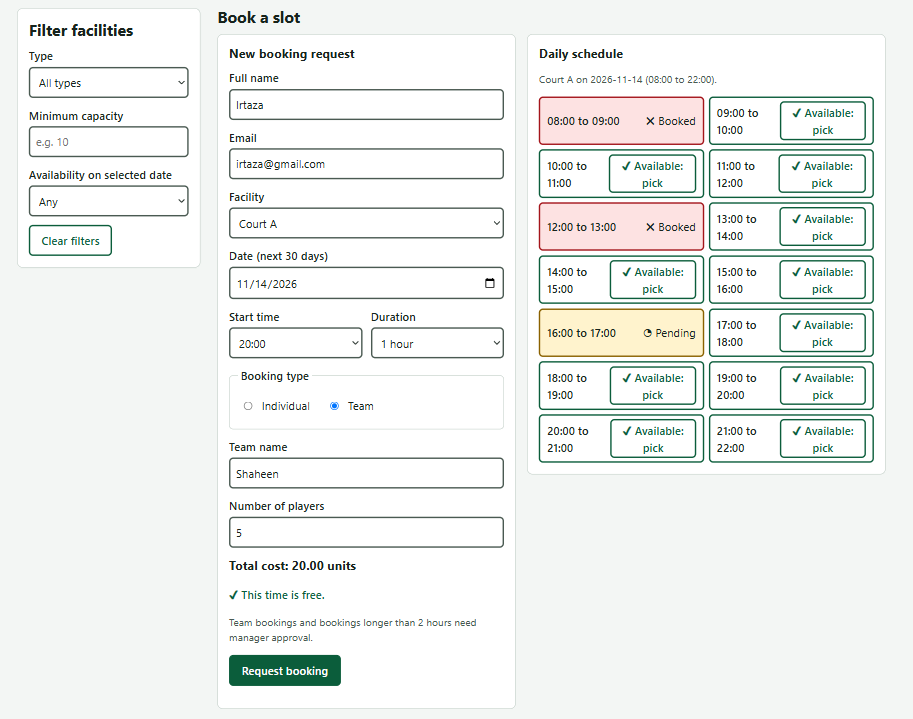 Filter facilities
Type
All types
Minimum capacity
e.g. 10
Availability on selected date
Any
Clear filters
Book a slot
New booking request
Full name
Irtaza
Email
irtaza@gmail.com
Facility
Court A
Date (next 30 days)
11/14/2026
Start time Duration
20:00 1 hour
Booking type
Individual Team
Team name
Shaheen
Number of players
5
Total cost: 20.00 units
✔ This time is free.
Team bookings and bookings longer than 2 hours need
manager approval.
Request booking
Daily schedule
Court A on 2026-11-14 (08:00 to 22:00).
08:00 to 09:00 ✕ Booked
09:00 to
10:00
✔ Available:
pick
10:00 to
11:00
✔ Available:
pick
11:00 to
12:00
✔ Available:
pick
12:00 to 13:00 ✕ Booked
13:00 to
14:00
✔ Available:
pick
14:00 to
15:00
✔ Available:
pick
15:00 to
16:00
✔ Available:
pick
16:00 to 17:00 ◔ Pending
17:00 to
18:00
✔ Available:
pick
18:00 to
19:00
✔ Available:
pick
19:00 to
20:00
✔ Available:
pick
20:00 to
21:00
✔ Available:
pick
21:00 to
22:00
✔ Available:
pick